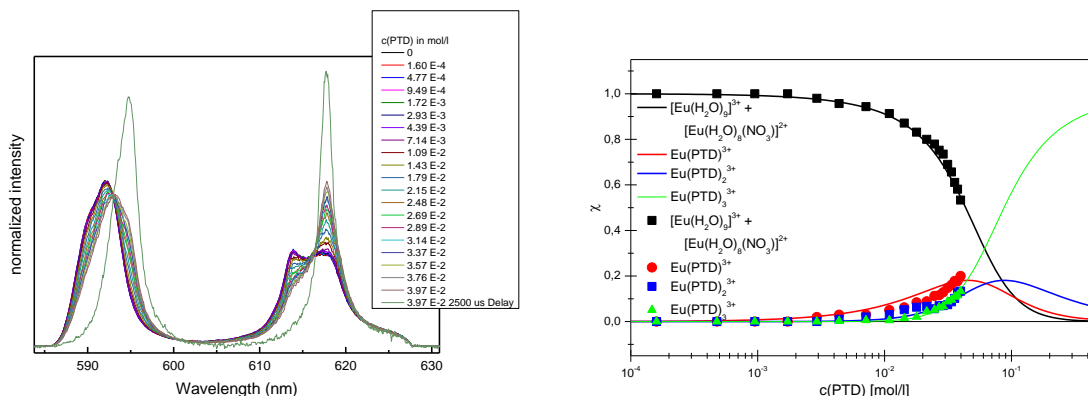 c(PTD) in mol/l
0
1.60 E-4
4.77 E-4
9.49 E-4
1.72 E-3
2.93 E-3
4.39 E-3
7.14 E-3
1.09 E-2
1.43 E-2
1.79 E-2
2.15 E-2
2.48 E-2
2.69 E-2
2.89 E-2
3.14 E-2
3.37 E-2
3.57 E-2
3.76 E-2
3.97 E-2
3.97 E-2 2500 us Delay
normalized intensity
590 600 610 620 630
Wavelength (nm)
1,0
0,8
0,6
0,4
0,2
0,0
χ
[Eu(H₂O)₉]³⁺ +
[Eu(H₂O)₈(NO₃)]²⁺
Eu(PTD)³⁺
Eu(PTD)₂³⁺
Eu(PTD)₃³⁺
[Eu(H₂O)₉]³⁺ +
[Eu(H₂O)₈(NO₃)]²⁺
Eu(PTD)³⁺
Eu(PTD)₂³⁺
Eu(PTD)₃³⁺
10⁻⁴ 10⁻³ 10⁻² 10⁻¹
c(PTD) [mol/l]